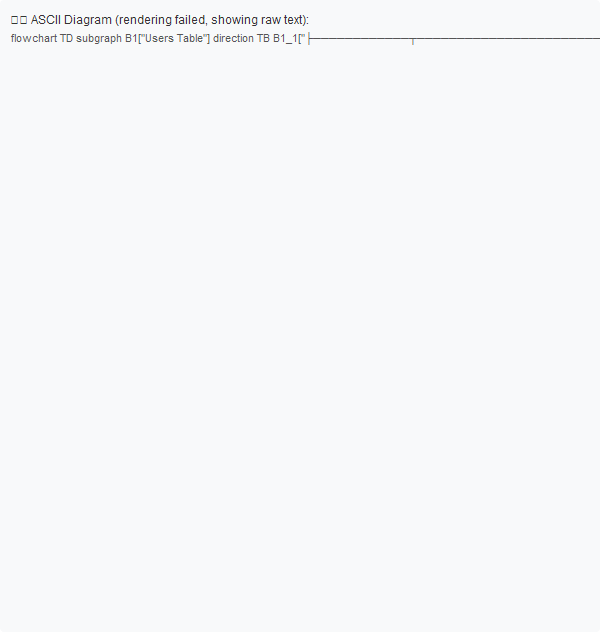 □□ ASCII Diagram (rendering failed, showing raw text):
flowchart TD subgraph B1["Users Table"] direction TB B1_1[" ├──────────────┬──────────────────────────